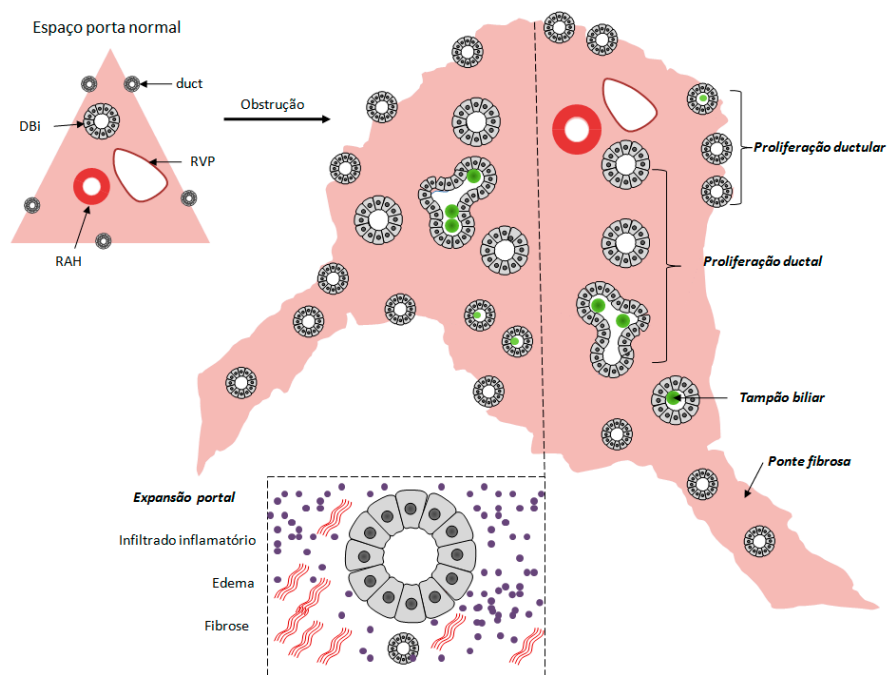 Espaço porta normal
duct
DBi
RVP
RAH
Obstrução
Proliferação ductular
Proliferação ductal
Tampão biliar
Ponte fibrosa
Expansão portal
Infiltrado inflamatório
Edema
Fibrose